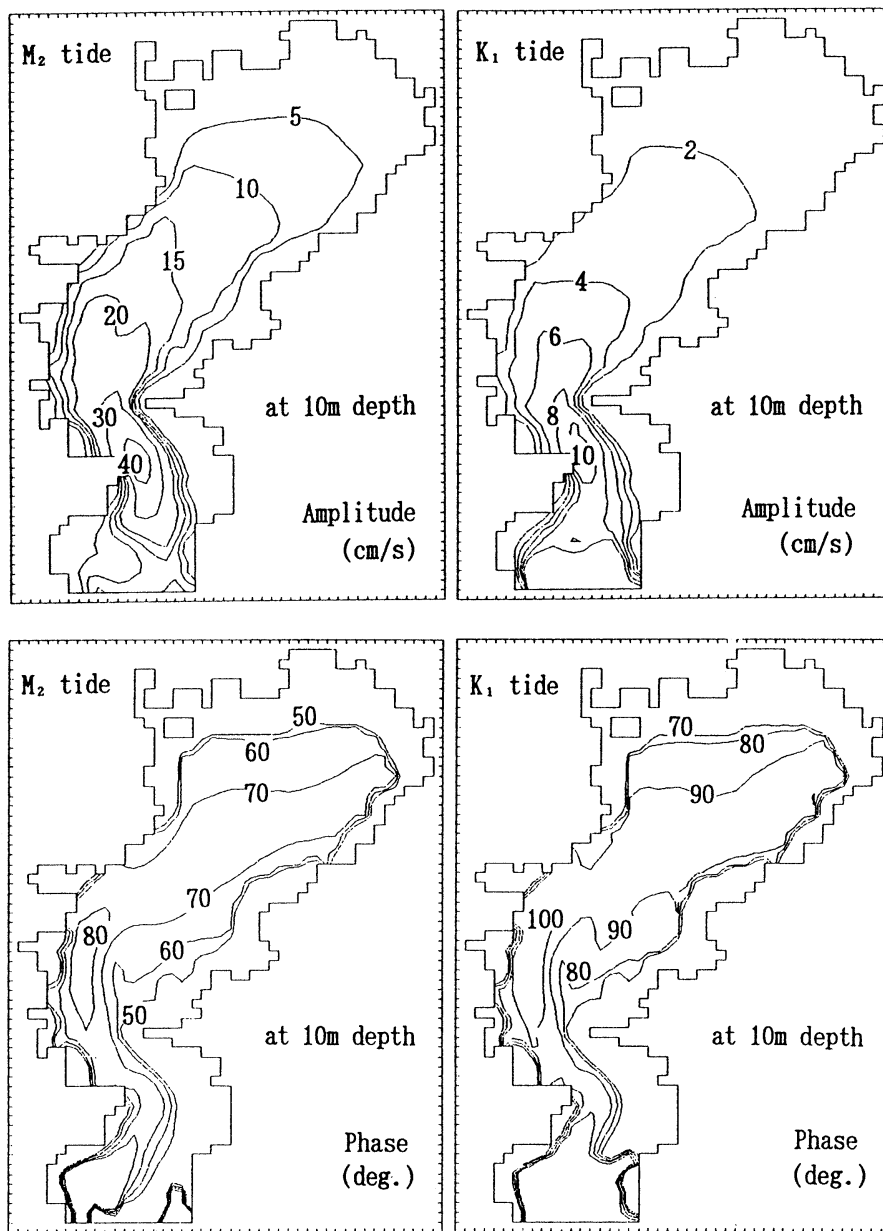 M₂ tide
5
10
15
20
30
40
at 10m depth
Amplitude
(cm/s)
K₁ tide
2
4
6
8
10
at 10m depth
Amplitude
(cm/s)
M₂ tide
50
60
70
70
80
60
50
at 10m depth
Phase
(deg.)
K₁ tide
70
80
90
100
90
80
at 10m depth
Phase
(deg.)